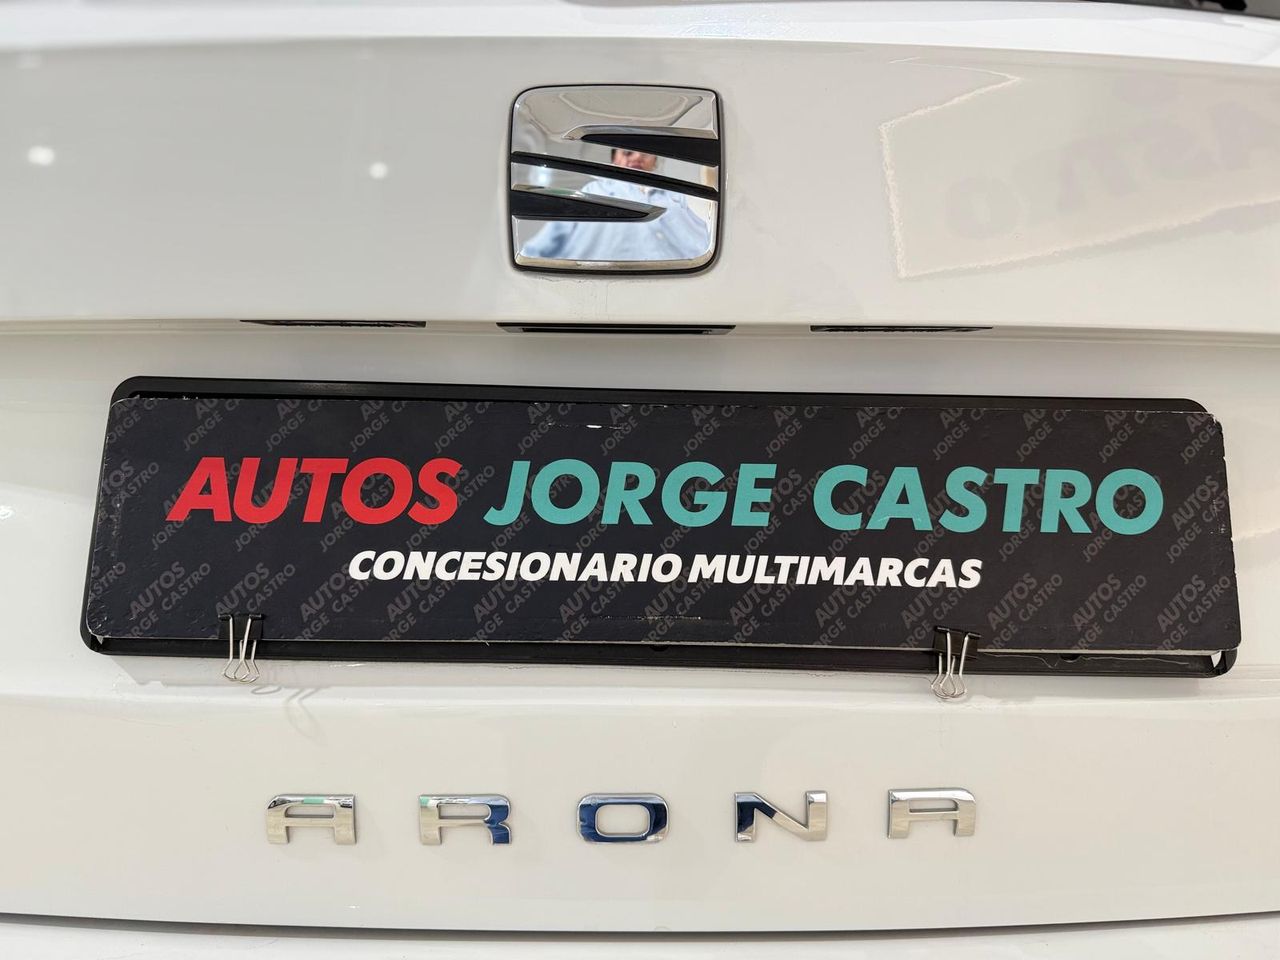 AUTOS JORGE CASTRO
CONCESIONARIO MULTIMARCAS
ARONA